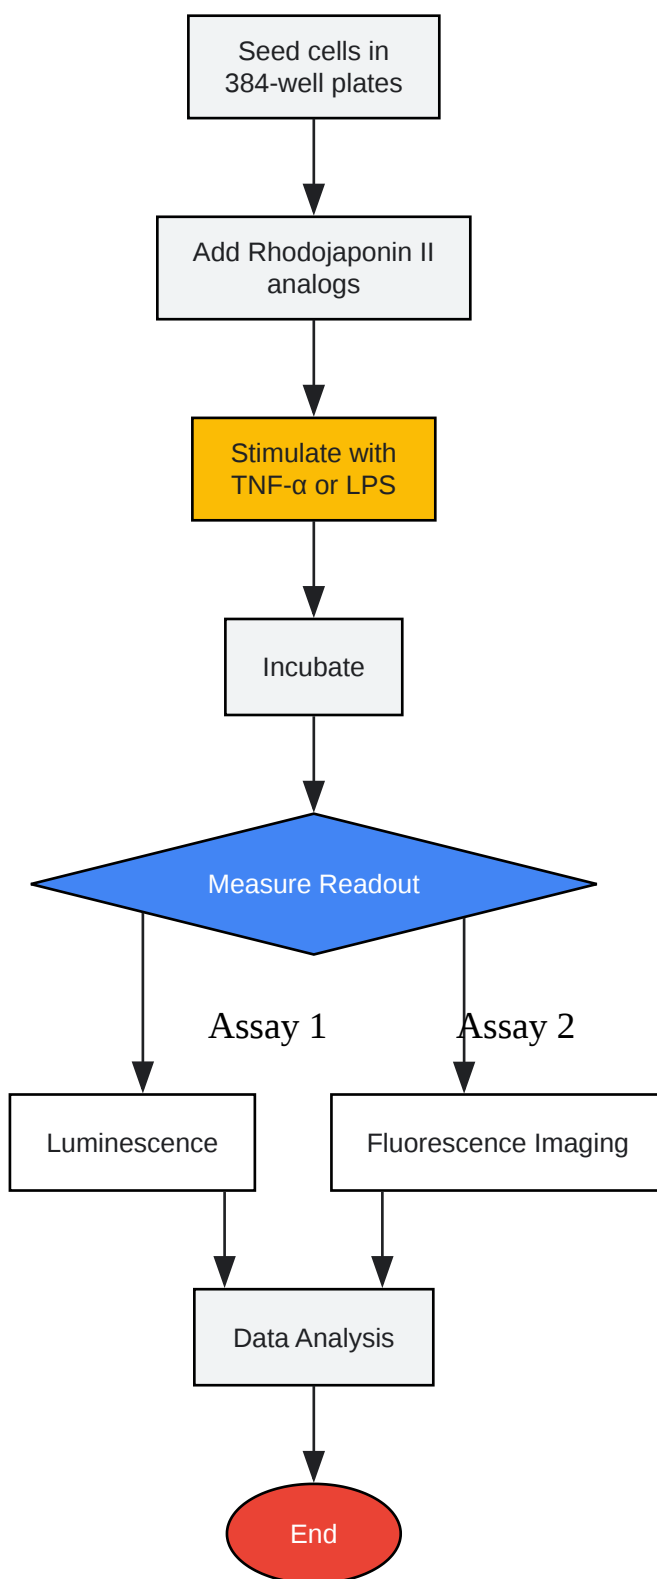 Seed cells in
384-well plates
Add Rhodojaponin II
analogs
Stimulate with
TNF-α or LPS
Incubate
Measure Readout
Assay 1
Assay 2
Luminescence
Fluorescence Imaging
Data Analysis
End